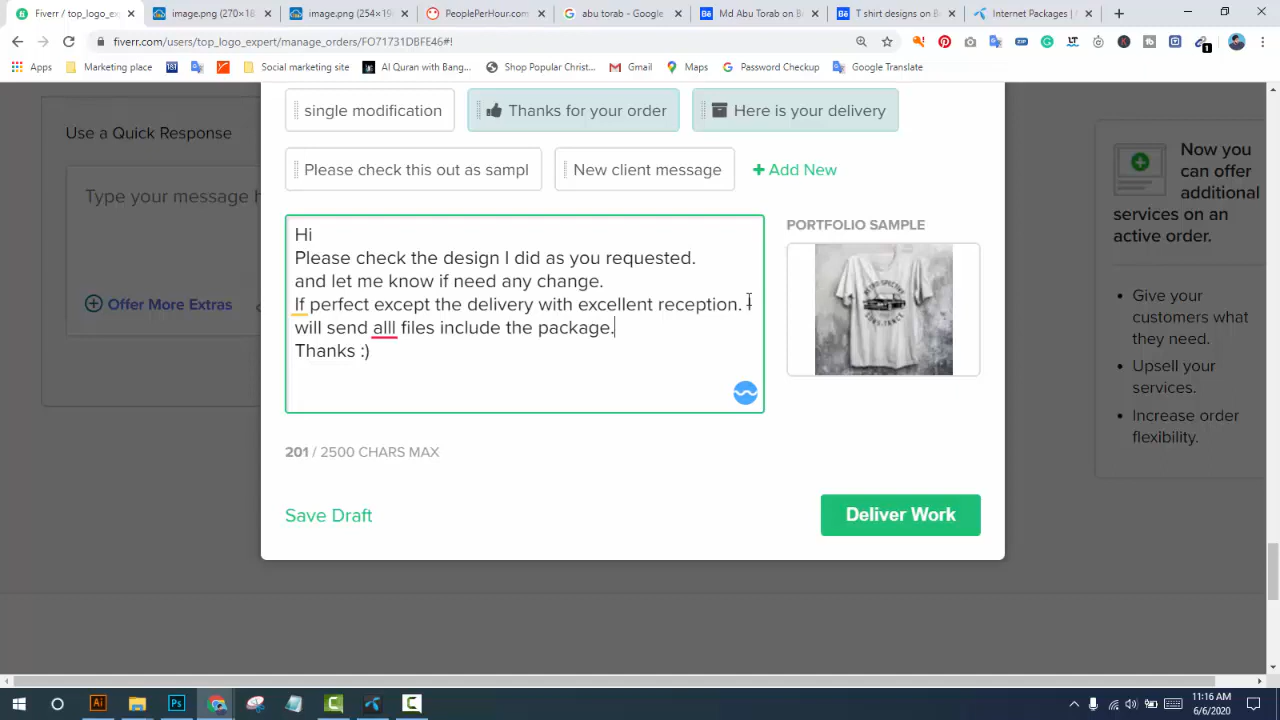 Fiverr / top_logo_ex
image.png (270×18
image.png (254×19
PeoplePerHour.com
abu torab - Google
Md Abu Torab on B
T shirt designs on B
Internet Packages |
fiverr.com/users/top_logo_expert/manage_orders/FO71731DBFE46#!
Apps
Marketing place
Social marketing site
Al Quran with Bang...
Shop Popular Christ...
Gmail
Maps
Password Checkup
Google Translate
single modification
Thanks for your order
Here is your delivery
Use a Quick Response
Please check this out as sampl
New client message
+ Add New
Type your message h
Hi
Please check the design I did as you requested.
and let me know if need any change.
If perfect except the delivery with excellent reception. I
will send alll files include the package.
Thanks :)
Offer More Extras
PORTFOLIO SAMPLE
201 / 2500 CHARS MAX
Save Draft
Deliver Work
Now you
can offer
additional
services on an
active order.
• Give your
customers what
they need.
• Upsell your
services.
• Increase order
flexibility.
11:16 AM
6/6/2020